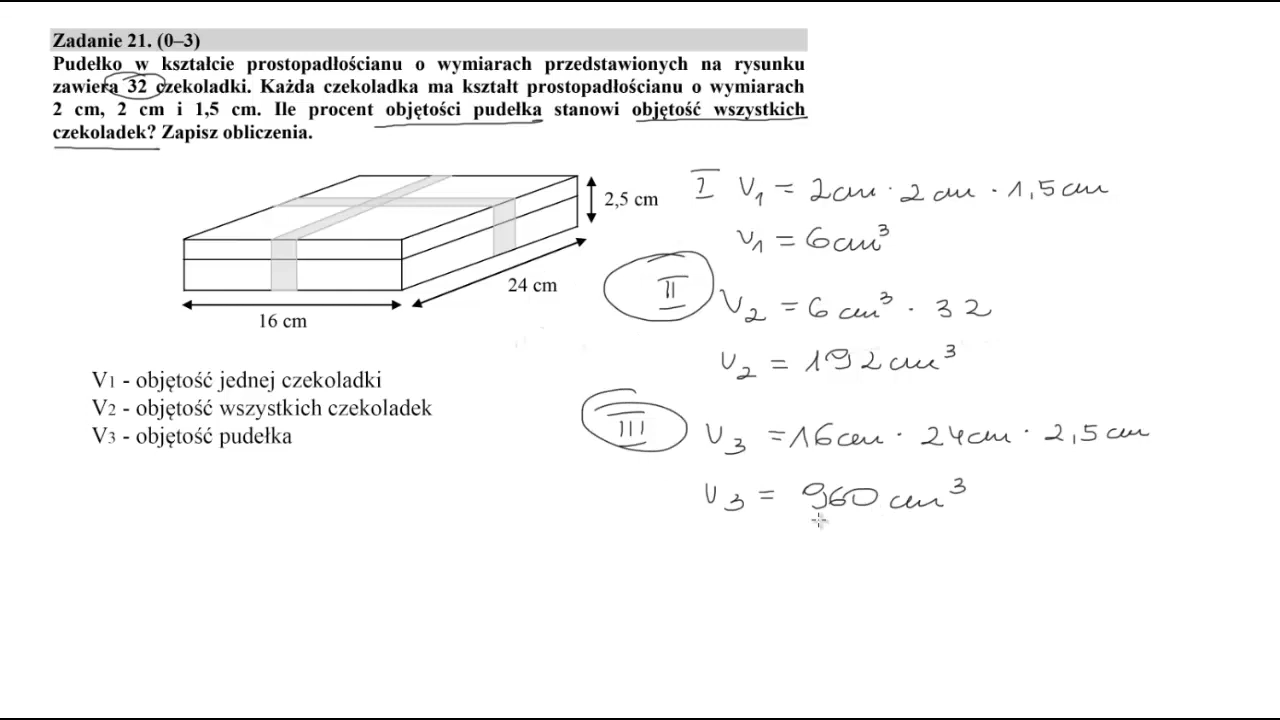 Zadanie 21. (0–3)
Pudełko w kształcie prostopadłościanu o wymiarach przedstawionych na rysunku
zawiera 32 czekoladki. Każda czekoladka ma kształt prostopadłościanu o wymiarach
2 cm, 2 cm i 1,5 cm. Ile procent objętości pudełka stanowi objętość wszystkich
czekoladek? Zapisz obliczenia.
2,5 cm
24 cm
16 cm
V1 - objętość jednej czekoladki
V2 - objętość wszystkich czekoladek
V3 - objętość pudełka
I V₁ = 2cm · 2cm · 1,5cm
V₁ = 6cm³
II V₂ = 6cm³ · 32
V₂ = 192cm³
III V₃ = 16cm · 24cm · 2,5cm
V₃ = 960cm³